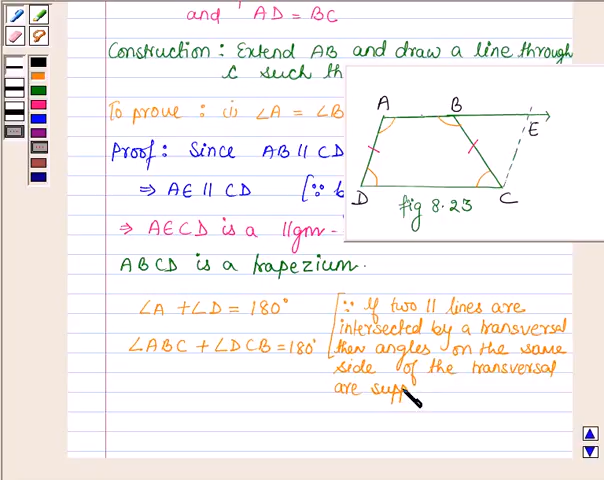 and AD = BC
Construction : Extend AB and draw a line through
C such th
To prove : (i) ∠A = ∠B
Proof : Since AB || CD
⇒ AE || CD [∵
⇒ AECD is a ||gm
ABCD is a trapezium.
A B E
D C
fig 8.23
∠A + ∠D = 180°
∠ABC + ∠DCB = 180°
[∵ If two || lines are
intersected by a transversal
then angles on the same
side of the transversal
are supp